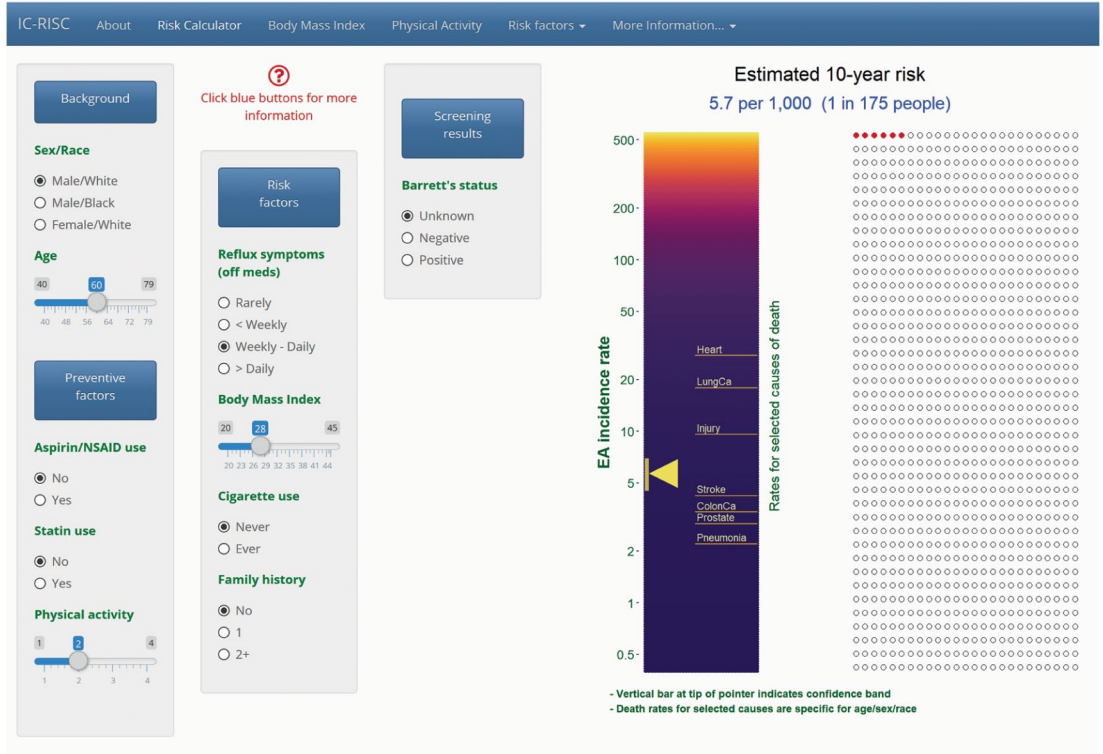 IC-RISC About Risk Calculator Body Mass Index Physical Activity Risk factors More Information...
Background
Sex/Race
Male/White
Male/Black
Female/White
Age
40 60 79
40 48 56 64 72 79
Preventive
factors
Aspirin/NSAID use
No
Yes
Statin use
No
Yes
Physical activity
1 2 4
1 2 3 4
?
Click blue buttons for more
information
Risk
factors
Reflux symptoms
(off meds)
Rarely
< Weekly
Weekly - Daily
> Daily
Body Mass Index
20 28 45
20 23 26 29 32 35 38 41 44
Cigarette use
Never
Ever
Family history
No
1
2+
Screening
results
Barrett's status
Unknown
Negative
Positive
Estimated 10-year risk
5.7 per 1,000 (1 in 175 people)
EA incidence rate
500-
200-
100-
50-
20-
10-
5-
2-
1-
0.5-
Heart
LungCa
Injury
Stroke
ColonCa
Prostate
Pneumonia
Rates for selected causes of death
- Vertical bar at tip of pointer indicates confidence band
- Death rates for selected causes are specific for age/sex/race